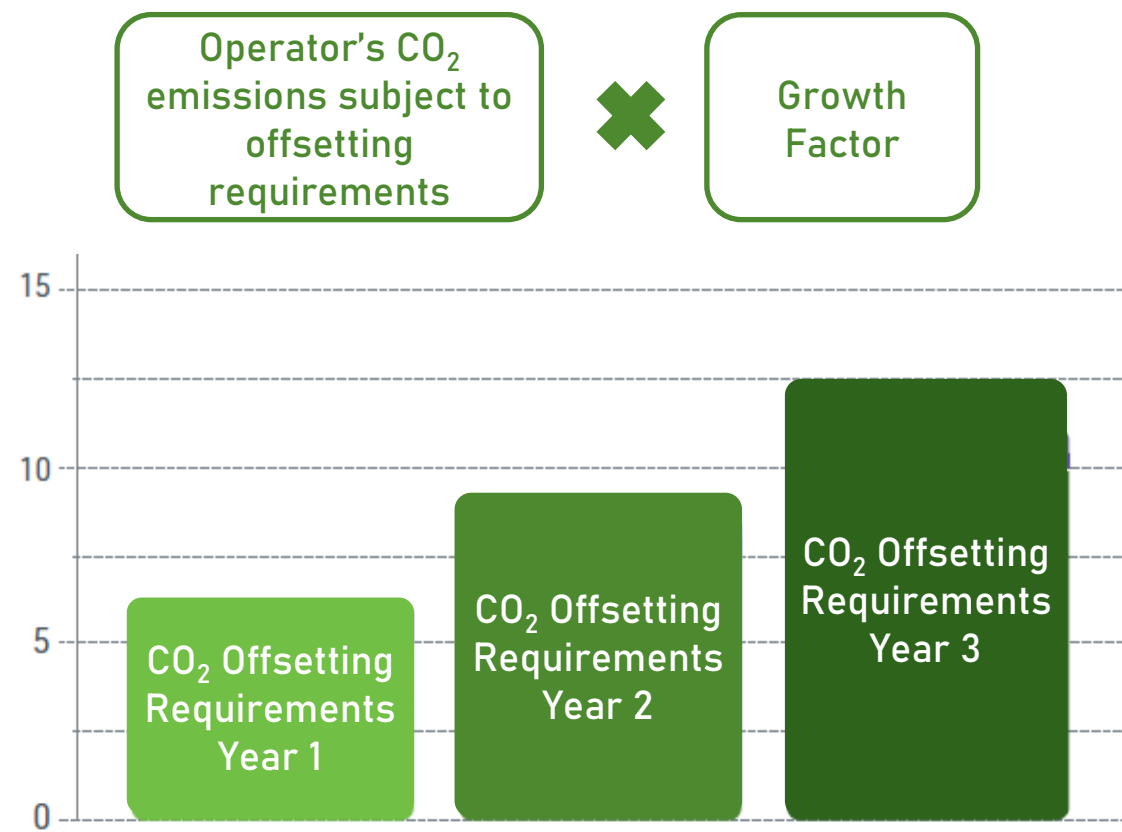 Operator’s CO₂
emissions subject to
offsetting
requirements
Growth
Factor
15
10
5
0
CO₂ Offsetting
Requirements
Year 1
CO₂ Offsetting
Requirements
Year 2
CO₂ Offsetting
Requirements
Year 3